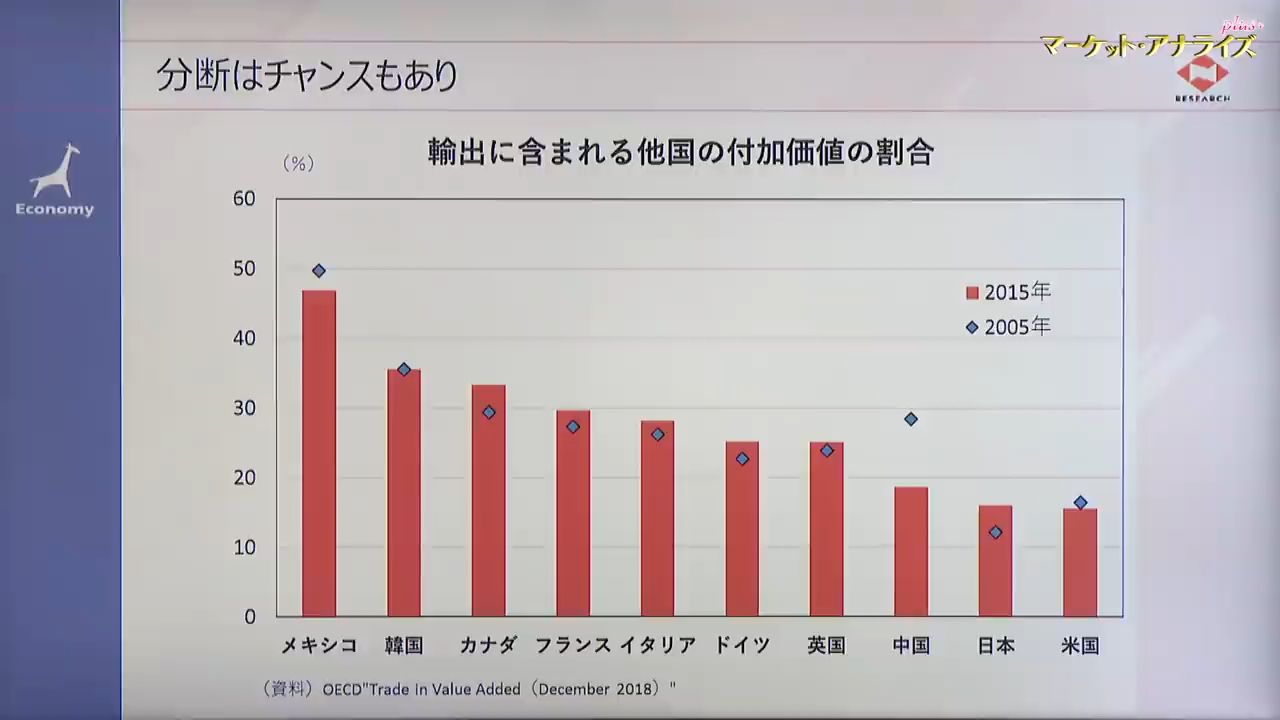 plus+
マーケット・アナライズ
分断はチャンスもあり
RESEARCH
Economy
輸出に含まれる他国の付加価値の割合
（%）
60
50
40
30
20
10
0
2015年
2005年
メキシコ 韓国 カナダ フランス イタリア ドイツ 英国 中国 日本 米国
（資料）OECD"Trade in Value Added（December 2018）"